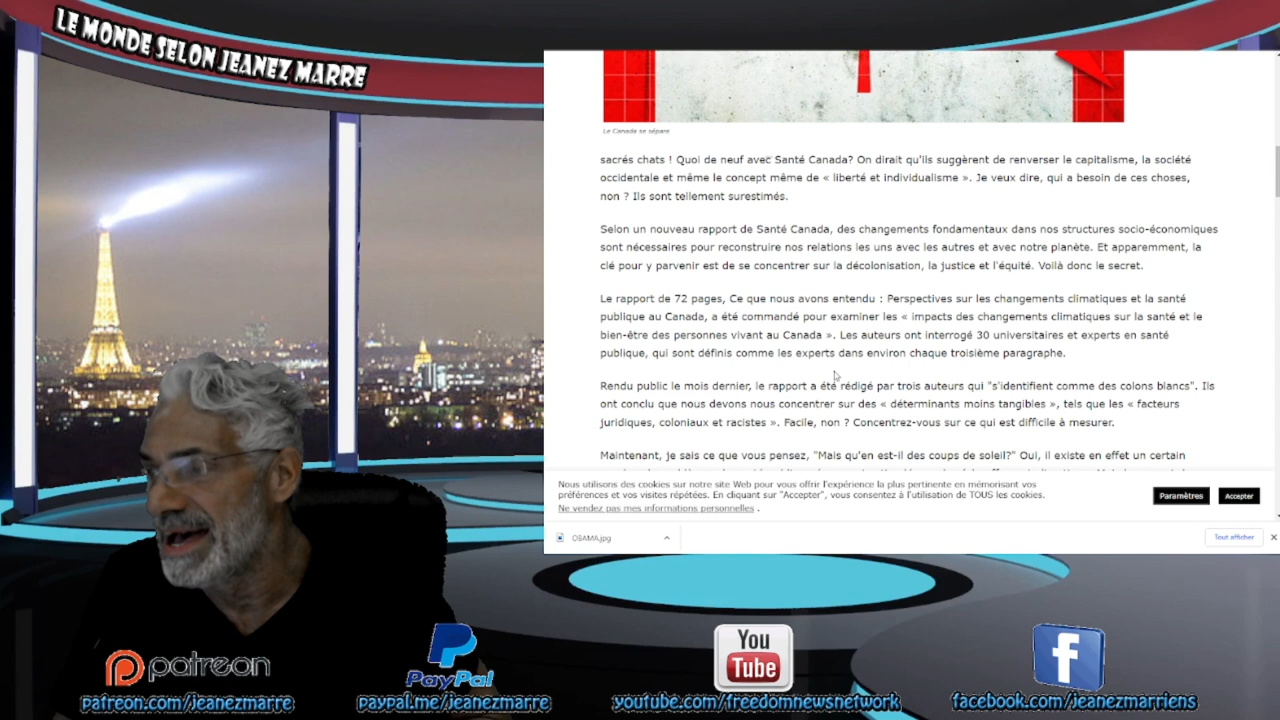 LE MONDE SELON JEANEZ MARRE
Le Canada se sépare
sacrés chats ! Quoi de neuf avec Santé Canada? On dirait qu'ils suggèrent de renverser le capitalisme, la société
occidentale et même le concept même de « liberté et individualisme ». Je veux dire, qui a besoin de ces choses,
non ? Ils sont tellement surestimés.
Selon un nouveau rapport de Santé Canada, des changements fondamentaux dans nos structures socio-économiques
sont nécessaires pour reconstruire nos relations les uns avec les autres et avec notre planète. Et apparemment, la
clé pour y parvenir est de se concentrer sur la décolonisation, la justice et l'équité. Voilà donc le secret.
Le rapport de 72 pages, Ce que nous avons entendu : Perspectives sur les changements climatiques et la santé
publique au Canada, a été commandé pour examiner les « impacts des changements climatiques sur la santé et le
bien-être des personnes vivant au Canada ». Les auteurs ont interrogé 30 universitaires et experts en santé
publique, qui sont définis comme les experts dans environ chaque troisième paragraphe.
Rendu public le mois dernier, le rapport a été rédigé par trois auteurs qui "s'identifient comme des colons blancs". Ils
ont conclu que nous devons nous concentrer sur des « déterminants moins tangibles », tels que les « facteurs
juridiques, coloniaux et racistes ». Facile, non ? Concentrez-vous sur ce qui est difficile à mesurer.
Maintenant, je sais ce que vous pensez, "Mais qu'en est-il des coups de soleil?" Oui, il existe en effet un certain
Nous utilisons des cookies sur notre site Web pour vous offrir l'expérience la plus pertinente en mémorisant vos
préférences et vos visites répétées. En cliquant sur "Accepter", vous consentez à l'utilisation de TOUS les cookies.
Ne vendez pas mes informations personnelles .
Paramètres
Accepter
OBAMA.jpg
Tout afficher
patreon
PayPal
You
Tube
f
patreon.com/jeanezmarre
paypal.me/jeanezmarre
youtube.com/freedomnewsnetwork
facebook.com/jeanezmarriens